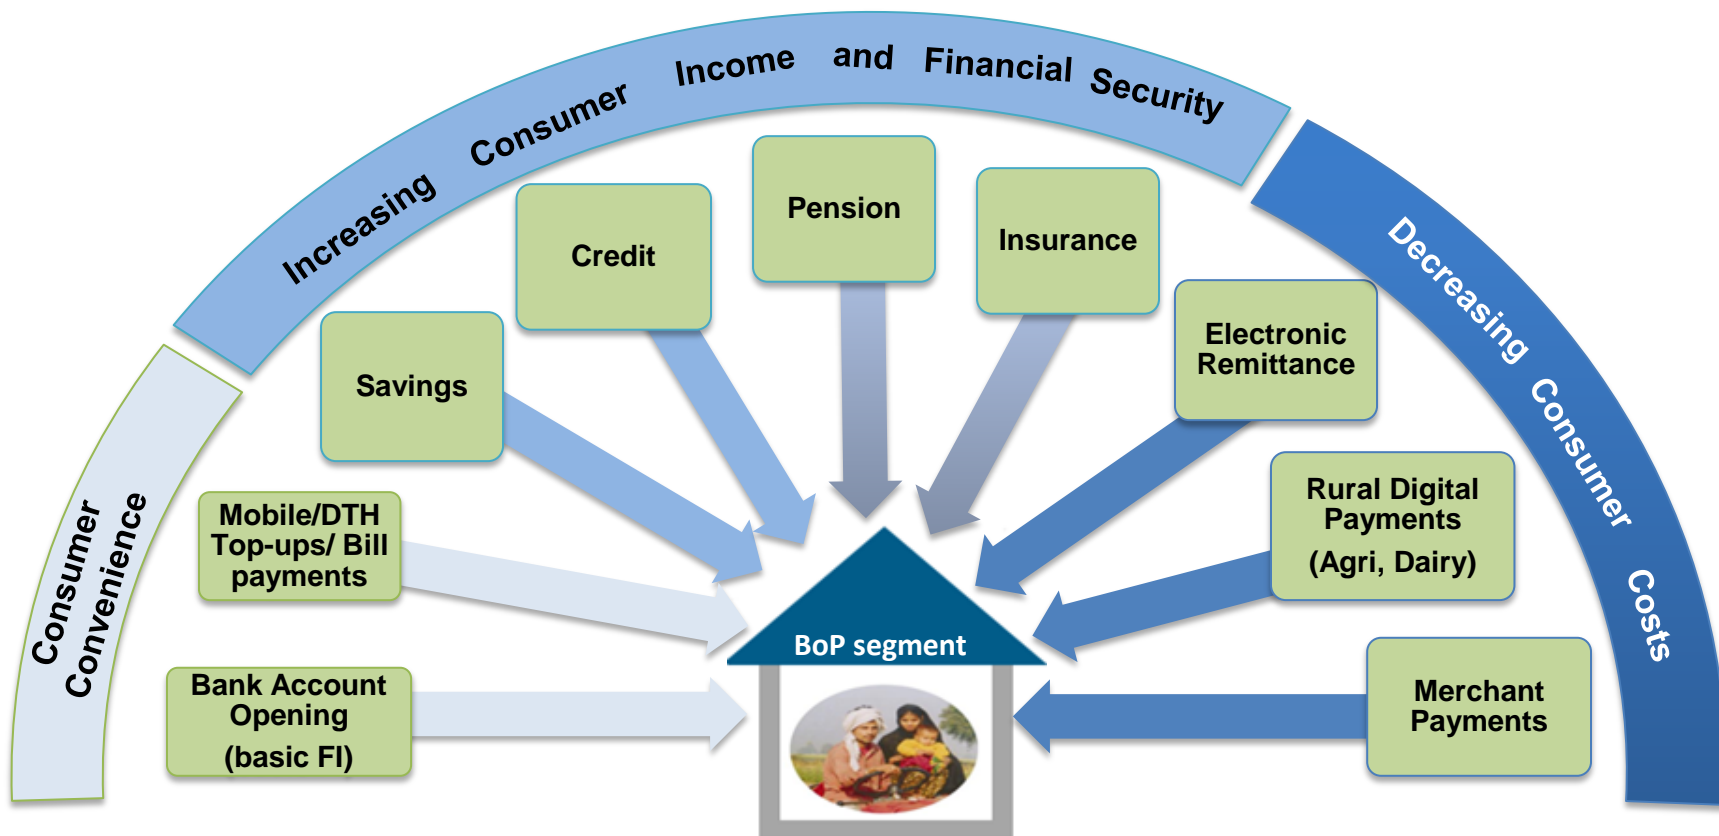 Increasing Consumer Income and Financial Security
Decreasing Consumer Costs
Consumer
Convenience
Pension
Insurance
Credit
Savings
Electronic
Remittance
Mobile/DTH
Top-ups/ Bill
payments
Rural Digital
Payments
(Agri, Dairy)
Bank Account
Opening
(basic FI)
Merchant
Payments
BoP segment